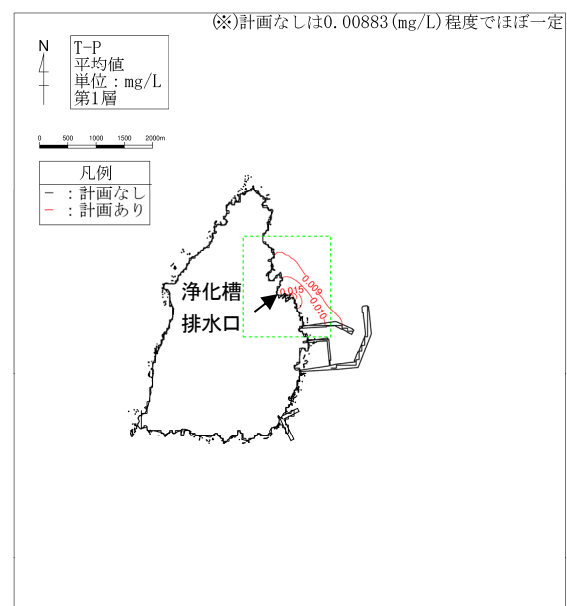 (※)計画なしは0.00883(mg/L)程度でほぼ一定
N
T-P
平均値
単位：mg/L
第1層
0 500 1000 1500 2000m
凡例
－ ：計画なし
－ ：計画あり
0.009
0.015
0.010
浄化槽
排水口